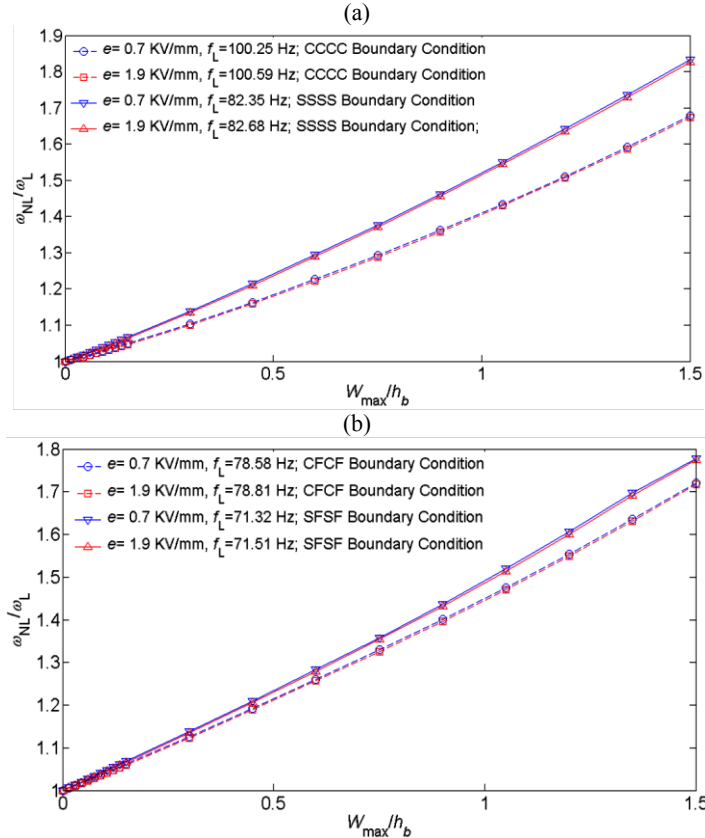 (a)
1.9
e= 0.7 KV/mm, fL=100.25 Hz; CCCC Boundary Condition
1.8
e= 1.9 KV/mm, fL=100.59 Hz; CCCC Boundary Condition
e= 0.7 KV/mm, fL=82.35 Hz; SSSS Boundary Condition
1.7
e= 1.9 KV/mm, fL=82.68 Hz; SSSS Boundary Condition;
1.6
1.5
ωNL/ωL
1.4
1.3
1.2
1.1
1
0
0.5
1
1.5
Wmax/hb
(b)
1.8
e= 0.7 KV/mm, fL=78.58 Hz; CFCF Boundary Condition
e= 1.9 KV/mm, fL=78.81 Hz; CFCF Boundary Condition
1.7
e= 0.7 KV/mm, fL=71.32 Hz; SFSF Boundary Condition
e= 1.9 KV/mm, fL=71.51 Hz; SFSF Boundary Condition
1.6
1.5
ωNL/ωL
1.4
1.3
1.2
1.1
1
0
0.5
1
1.5
Wmax/hb